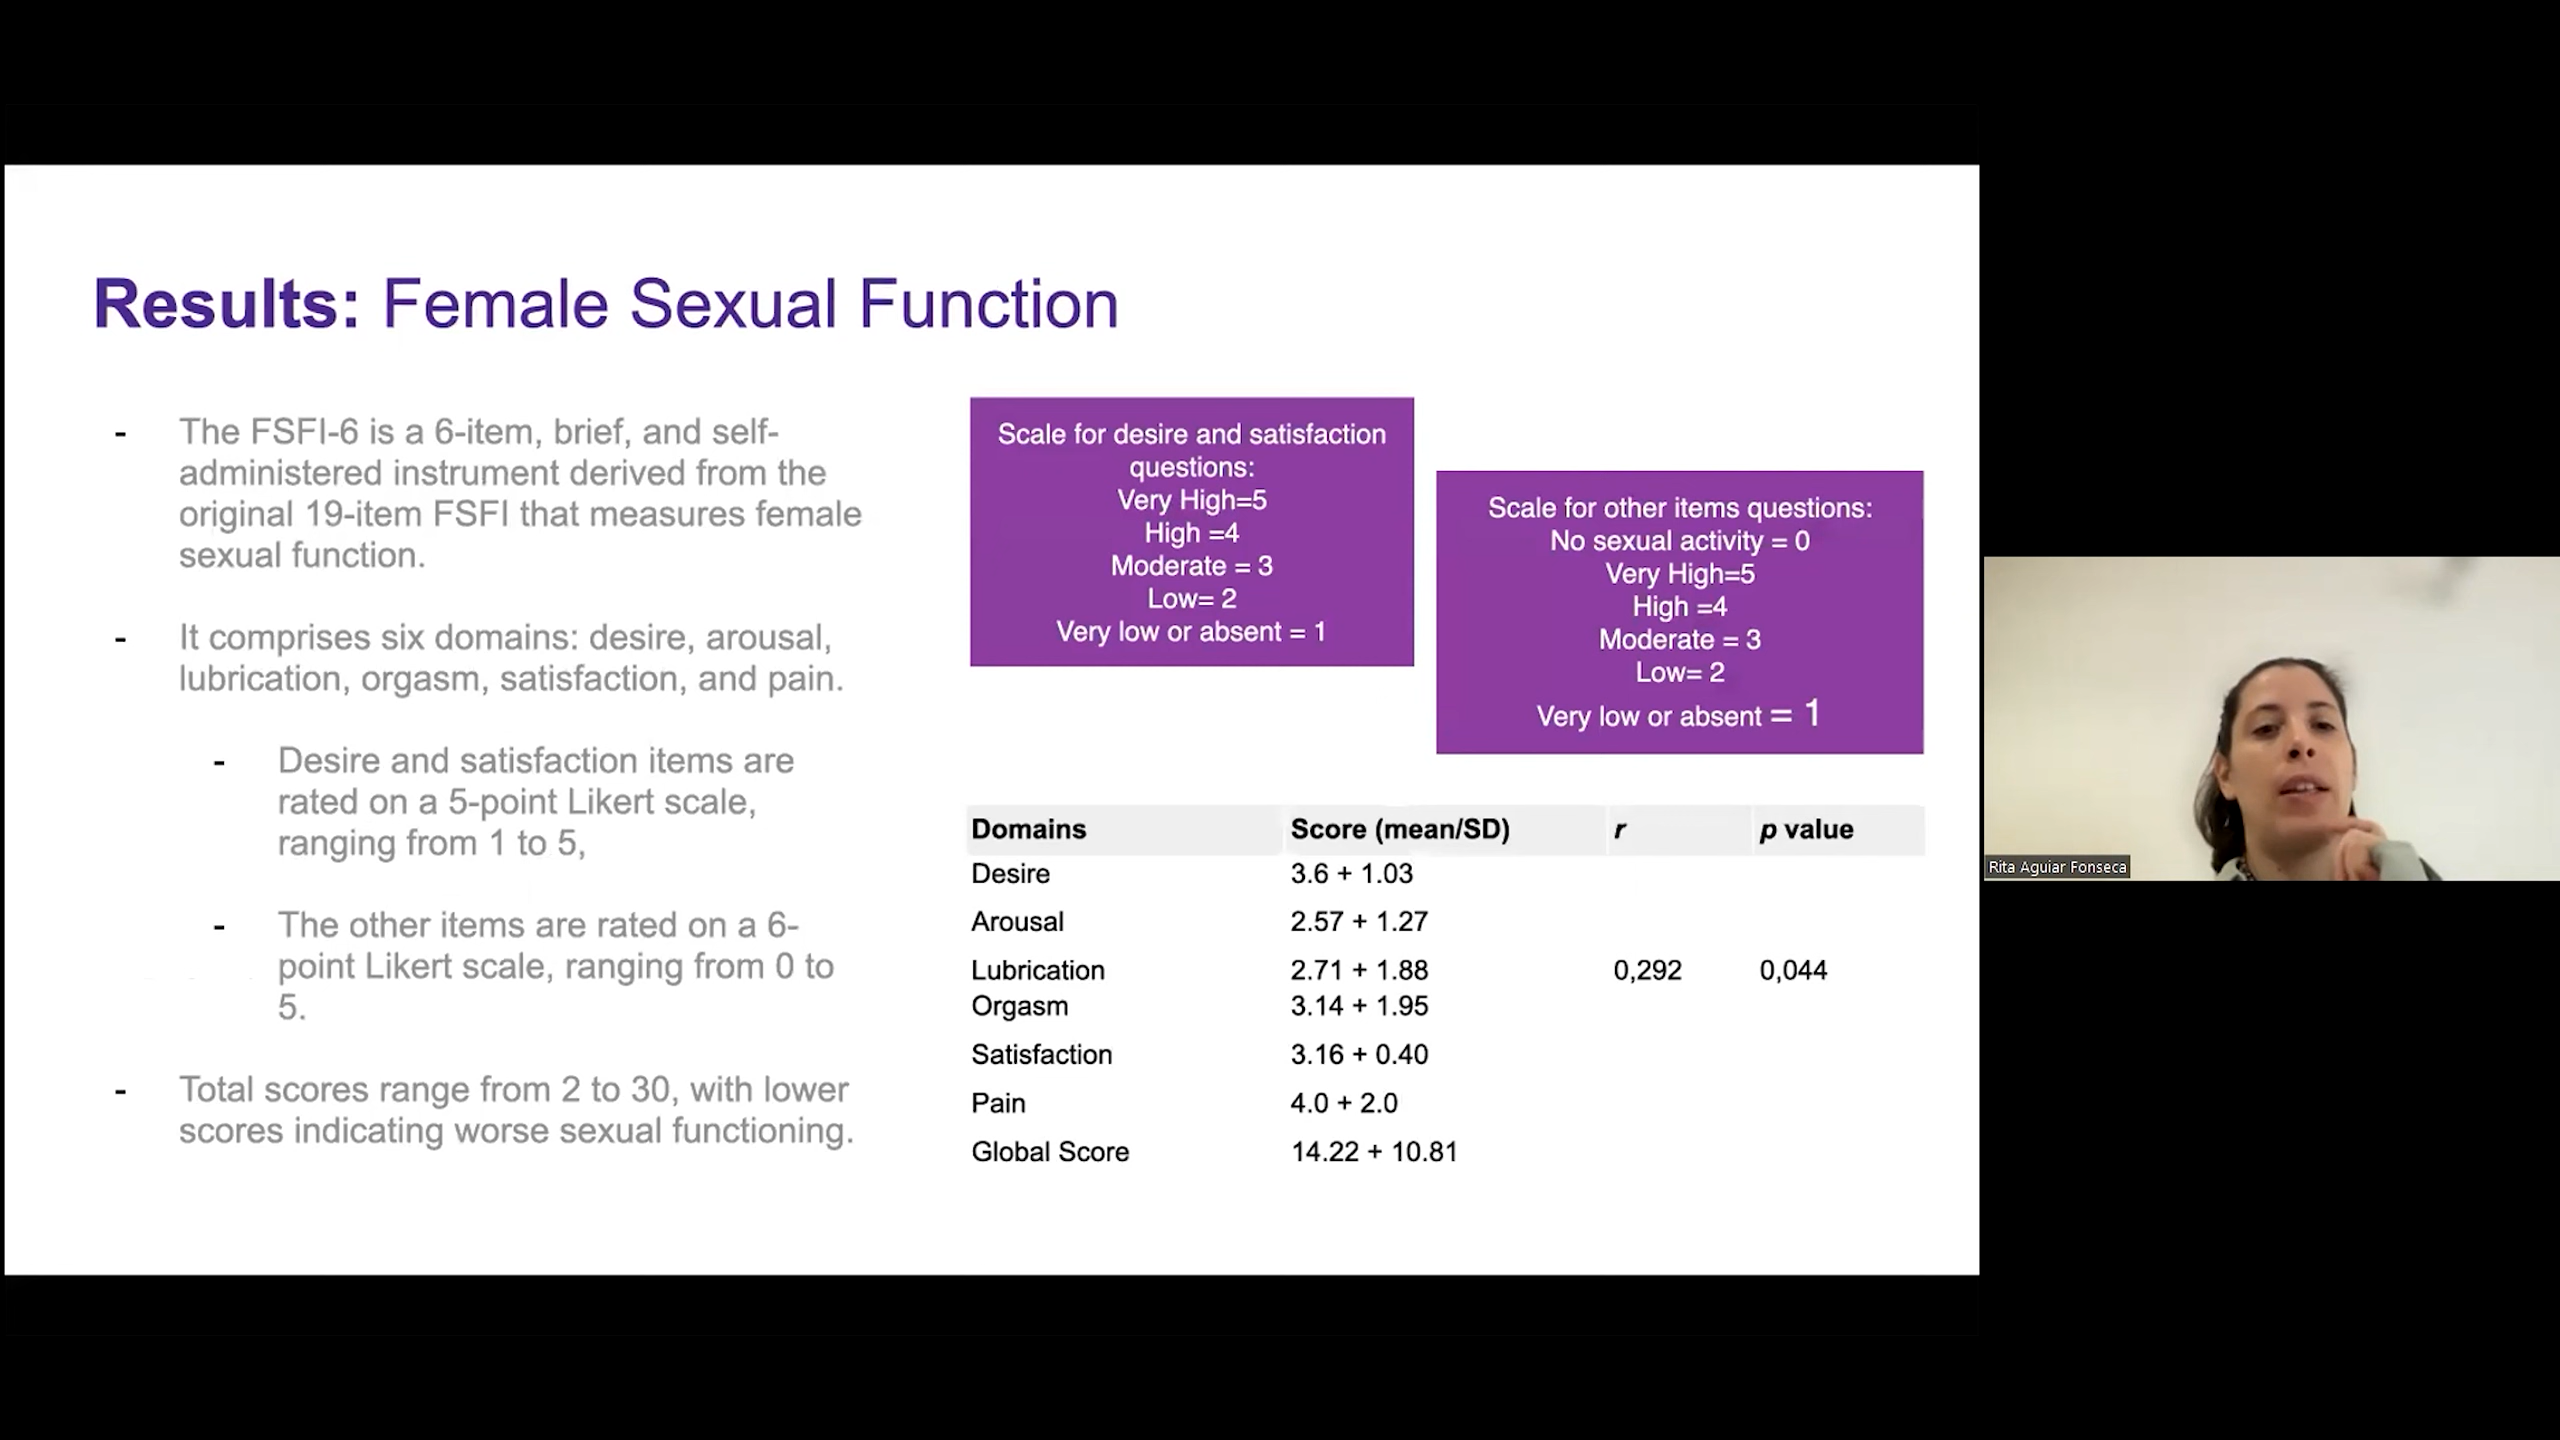 Results: Female Sexual Function
- The FSFI-6 is a 6-item, brief, and self-
administered instrument derived from the
original 19-item FSFI that measures female
sexual function.
- It comprises six domains: desire, arousal,
lubrication, orgasm, satisfaction, and pain.
- Desire and satisfaction items are
rated on a 5-point Likert scale,
ranging from 1 to 5,
- The other items are rated on a 6-
point Likert scale, ranging from 0 to
5.
- Total scores range from 2 to 30, with lower
scores indicating worse sexual functioning.
Scale for desire and satisfaction
questions:
Very High=5
High =4
Moderate = 3
Low= 2
Very low or absent = 1
Scale for other items questions:
No sexual activity = 0
Very High=5
High =4
Moderate = 3
Low= 2
Very low or absent = 1
Domains Score (mean/SD) r p value
Desire 3.6 + 1.03
Arousal 2.57 + 1.27
Lubrication 2.71 + 1.88 0,292 0,044
Orgasm 3.14 + 1.95
Satisfaction 3.16 + 0.40
Pain 4.0 + 2.0
Global Score 14.22 + 10.81
Rita Aguiar Fonseca